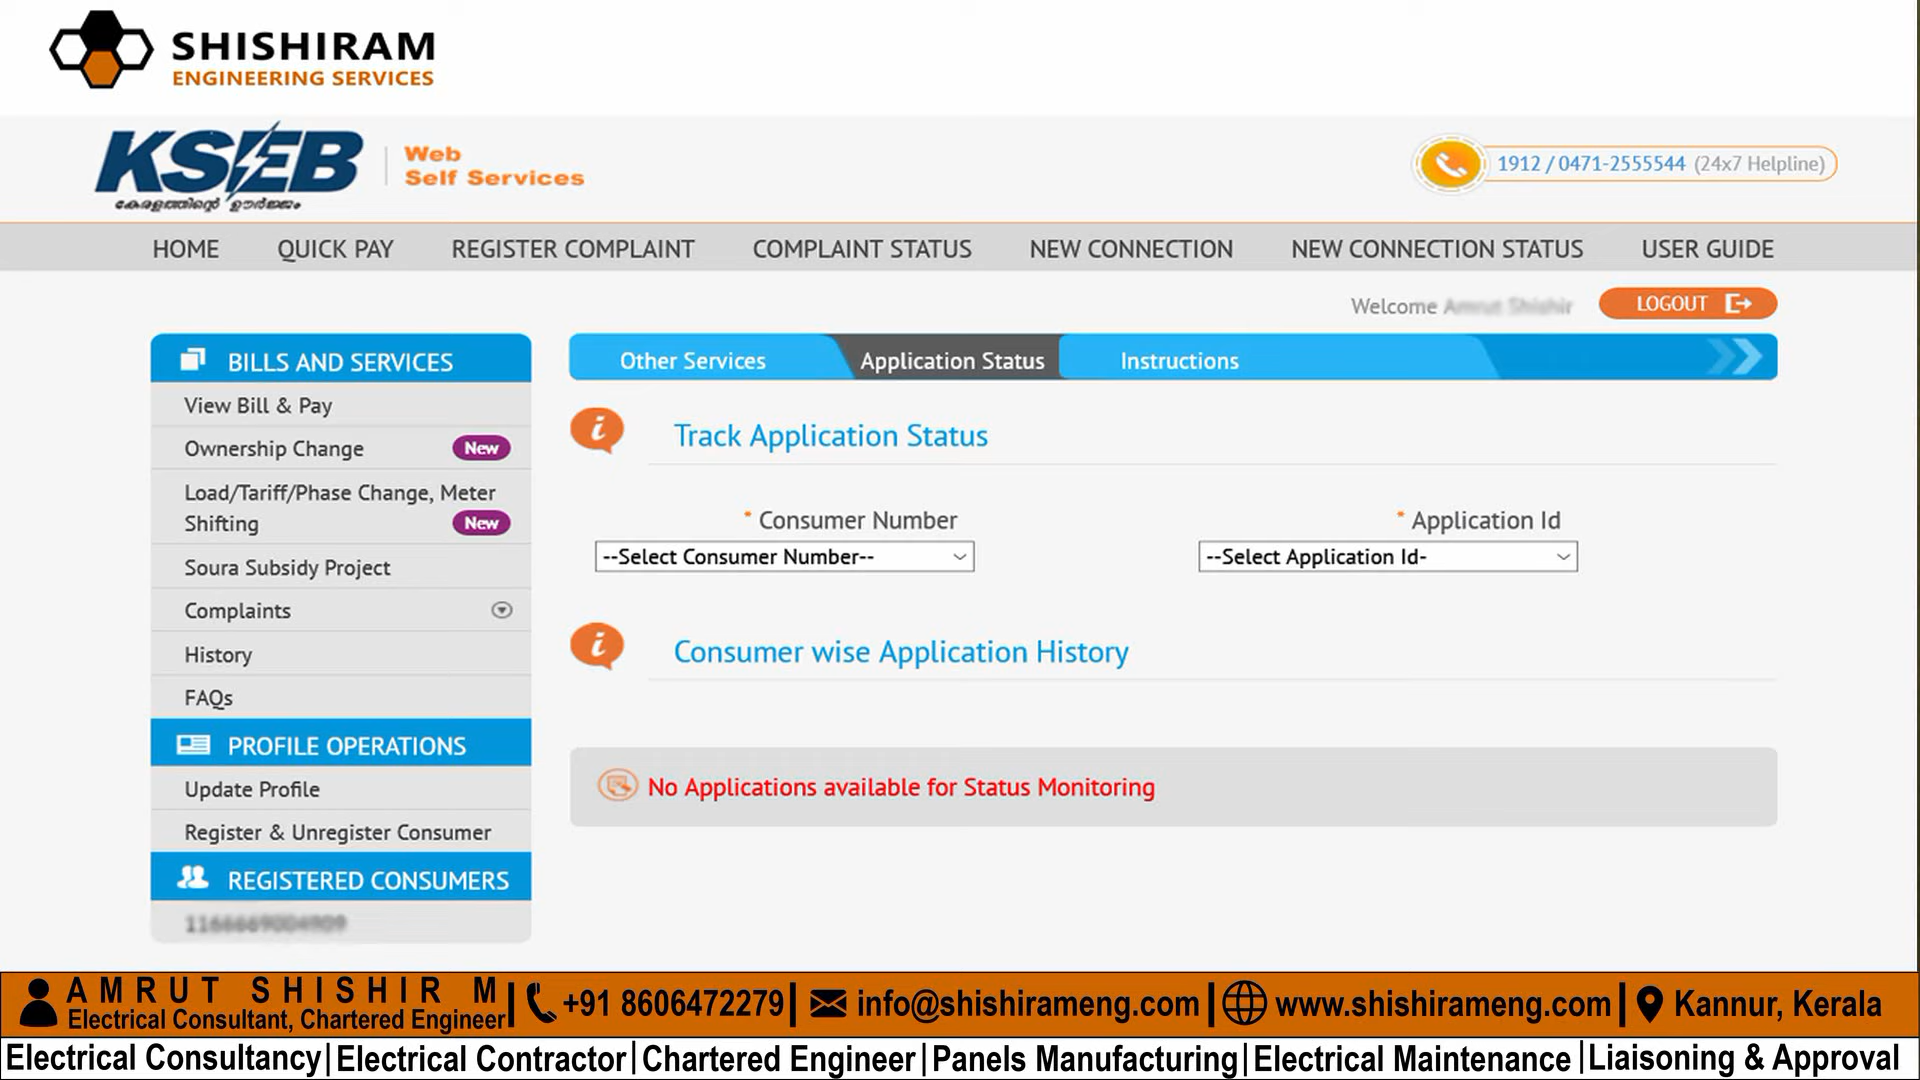 SHISHIRAM
ENGINEERING SERVICES
KSEB
കേരളത്തിന്റെ ഊർജ്ജം
Web
Self Services
1912 / 0471-2555544 (24x7 Helpline)
HOME QUICK PAY REGISTER COMPLAINT COMPLAINT STATUS NEW CONNECTION NEW CONNECTION STATUS USER GUIDE
Welcome
LOGOUT
BILLS AND SERVICES
View Bill & Pay
Ownership Change New
Load/Tariff/Phase Change, Meter
Shifting New
Soura Subsidy Project
Complaints
History
FAQs
PROFILE OPERATIONS
Update Profile
Register & Unregister Consumer
REGISTERED CONSUMERS
Other Services Application Status Instructions
Track Application Status
* Consumer Number
--Select Consumer Number--
* Application Id
--Select Application Id-
Consumer wise Application History
No Applications available for Status Monitoring
AMRUT SHISHIR M
Electrical Consultant, Chartered Engineer
+91 8606472279
info@shishirameng.com
www.shishirameng.com
Kannur, Kerala
Electrical Consultancy|Electrical Contractor|Chartered Engineer|Panels Manufacturing|Electrical Maintenance|Liaisoning & Approval